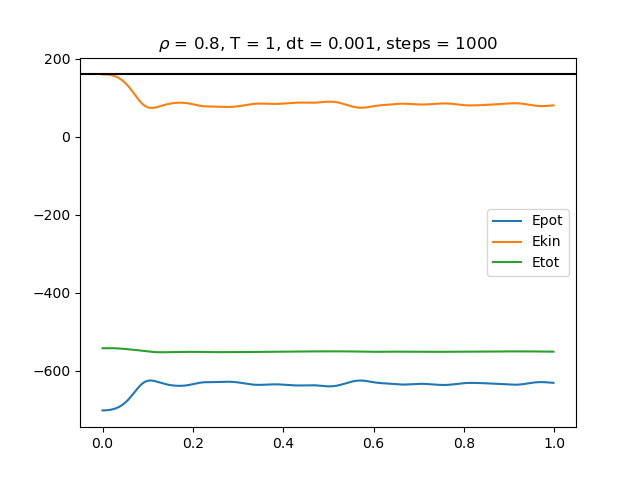 ρ = 0.8, T = 1, dt = 0.001, steps = 1000
200
0
−200
−400
−600
Epot
Ekin
Etot
0.0 0.2 0.4 0.6 0.8 1.0